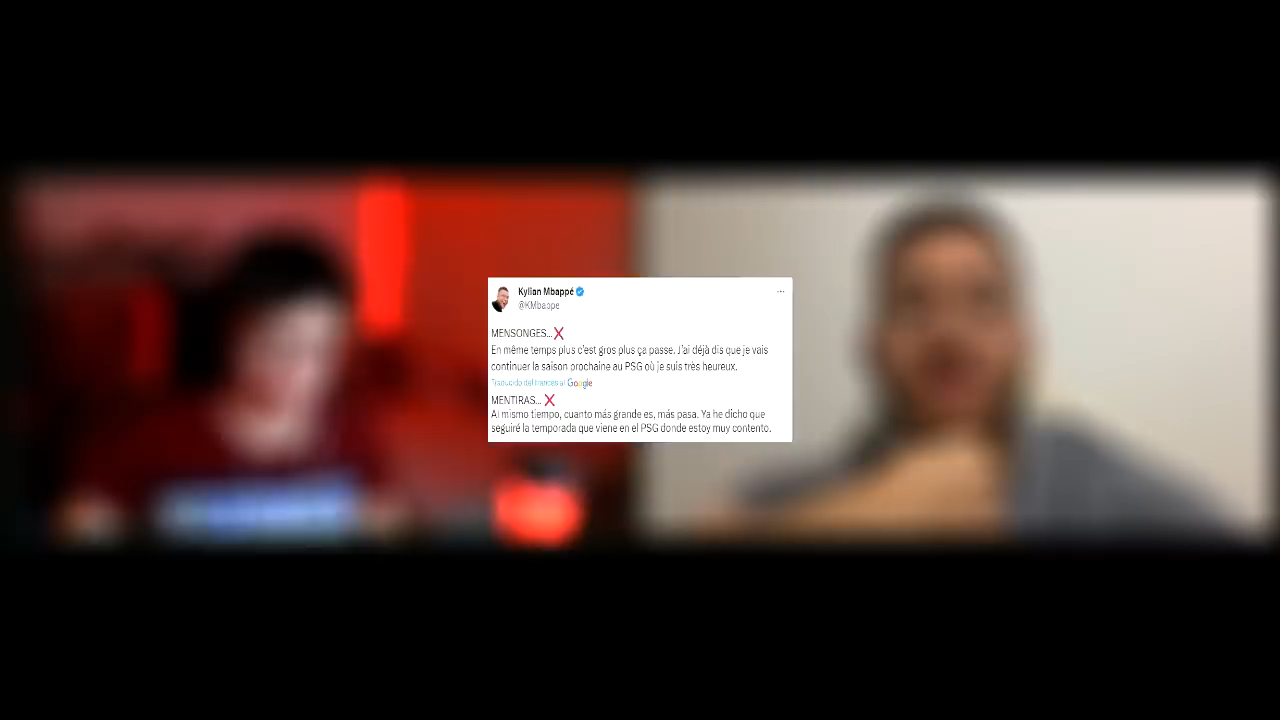 Kylian Mbappé
@KMbappe
MENSONGES...❌
En même temps plus c'est gros plus ça passe. J'ai déjà dis que je vais
continuer la saison prochaine au PSG où je suis très heureux.
Traducido del francés al Google
MENTIRAS... ❌
Al mismo tiempo, cuanto más grande es, más pasa. Ya he dicho que
seguiré la temporada que viene en el PSG donde estoy muy contento.